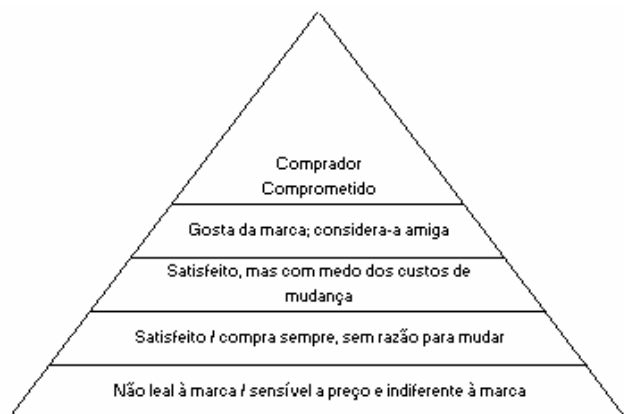 Comprador
Comprometido
Gosta da marca; considera-a amiga
Satisfeito, mas com medo dos custos de
mudança
Satisfeito / compra sempre, sem razão para mudar
Não leal à marca / sensível a preço e indiferente à marca